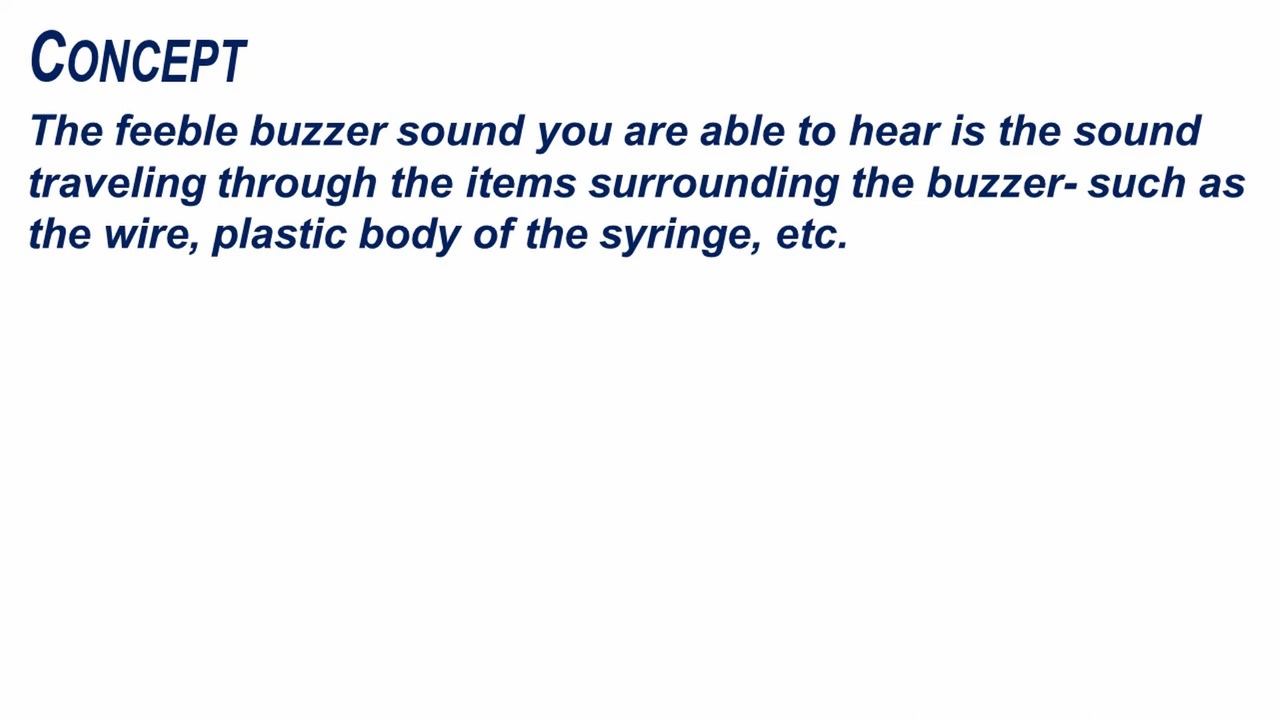 CONCEPT
The feeble buzzer sound you are able to hear is the sound
traveling through the items surrounding the buzzer- such as
the wire, plastic body of the syringe, etc.